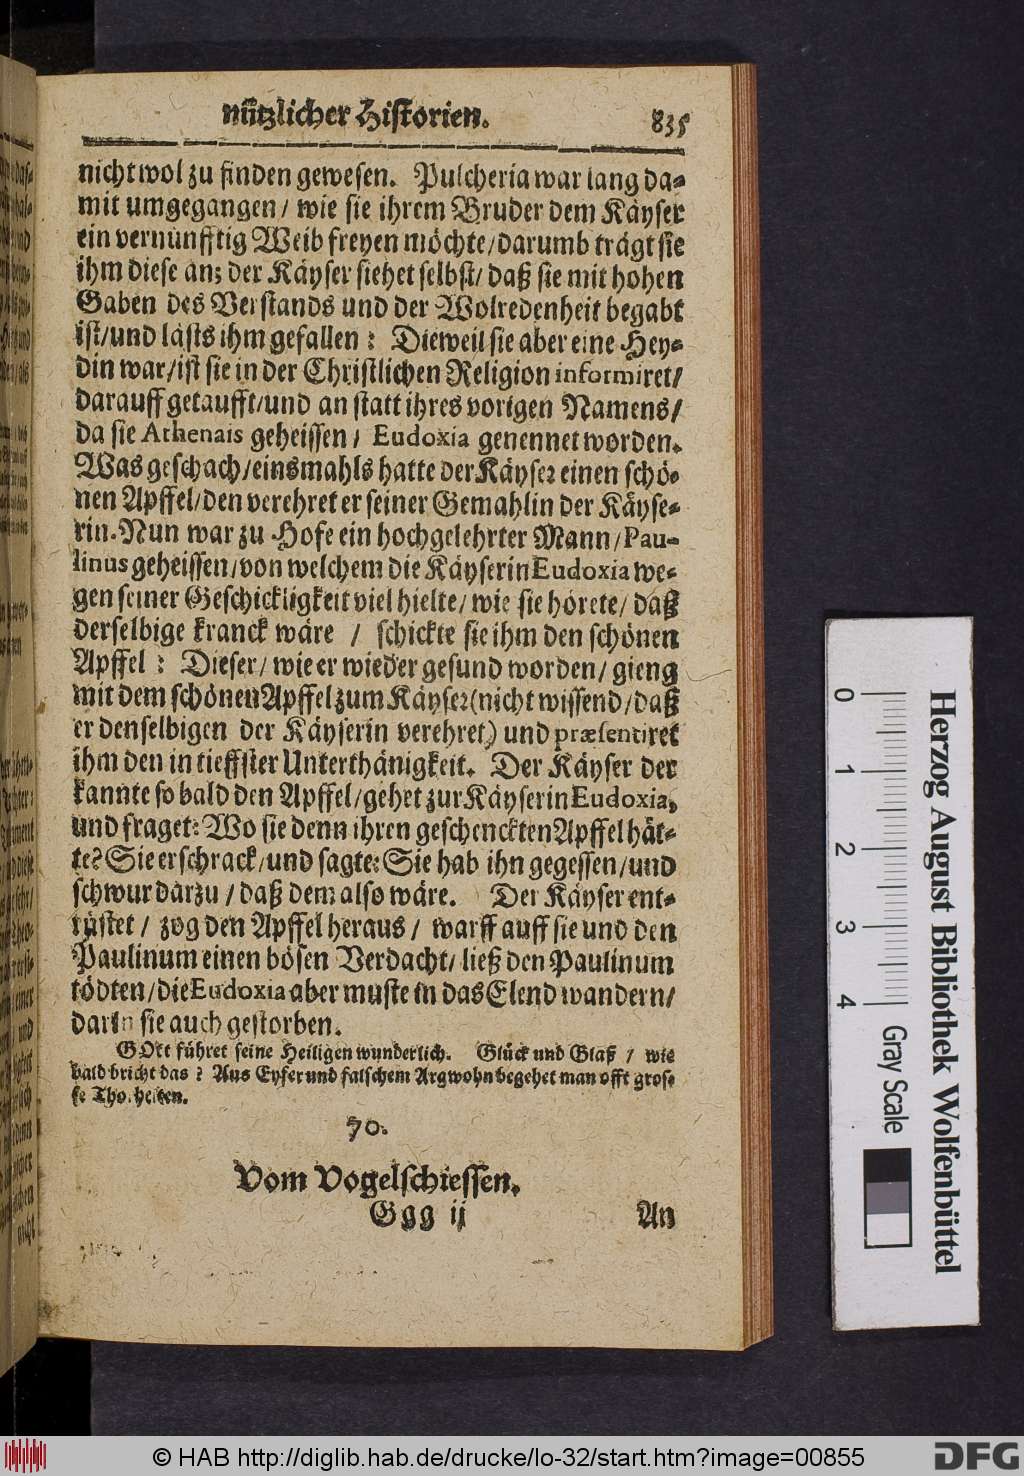 nützlicher Historien. 835
nicht wol zu finden gewesen. Pulcheria war lang da-
mit umgegangen / wie sie ihrem Bruder dem Käyser
ein vernünfftig Weib freyen möchte / darumb trägt sie
ihm diese an; der Käyser siehet selbst / daß sie mit hohen
Gaben des Verstands und der Wolredenheit begabt
ist / und lästs ihm gefallen: Dieweil sie aber eine Hey-
din war / ist sie in der Christlichen Religion informiret /
darauff getaufft / und an statt ihres vorigen Namens /
da sie Athenais geheissen / Eudoxia genennet worden.
Was geschach / einsmahls hatte der Käyser einen schö-
nen Apffel / den verehret er seiner Gemahlin der Käyse-
rin. Nun war zu Hofe ein hochgelehrter Mann / Pau-
linus geheissen / von welchem die Käyserin Eudoxia we-
gen seiner Geschickligkeit viel hielte / wie sie hörete / daß
derselbige kranck wäre / schickte sie ihm den schönen
Apffel: Dieser / wie er wieder gesund worden / gieng
mit dem schönen Apffel zum Käyser (nicht wissend / daß
er denselbigen der Käyserin verehret) und præsentiret
ihm den in tieffster Unterthänigkeit. Der Käyser der
kannte so bald den Apffel / gehet zur Käyserin Eudoxia,
und fraget: Wo sie denn ihren geschenckten Apffel hät-
te? Sie erschrack / und sagte: Sie hab ihn gegessen / und
schwur darzu / daß dem also wäre. Der Käyser ent-
rüstet / zog den Apffel heraus / warff auff sie und den
Paulinum einen bösen Verdacht / ließ den Paulinum
tödten / die Eudoxia aber muste in das Elend wandern /
darin sie auch gestorben.
GOtt führet seine Heiligen wunderlich. Glück und Glaß / wie
bald bricht das? Aus Eyfer und falschem Argwohn begehet man offt gros-
se Thorheiten.
70.
Vom Vogelschiessen.
Ggg ij An
0 1 2 3 4 Gray Scale
Herzog August Bibliothek Wolfenbüttel
© HAB http://diglib.hab.de/drucke/lo-32/start.htm?image=00855
DFG